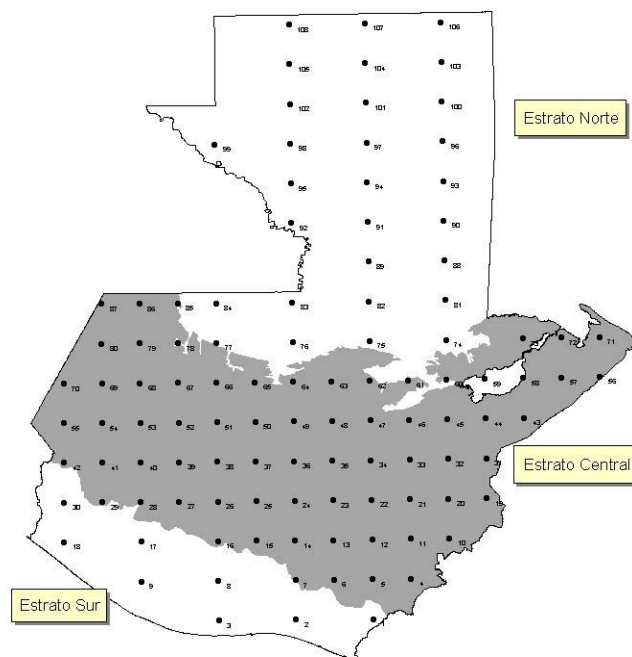 108 107 106
105 104 103
Estrato Norte
102 101 100
99 98 97 96
95 94 93
92 91 90
89 88
87 86 85 84 83 82 81
80 79 78 77 76 75 74 73 72 71
70 69 68 67 66 65 64 63 62 61 60 59 58 57 56
55 54 53 52 51 50 49 48 47 46 45 44 43
Estrato Central
42 41 40 39 38 37 36 35 34 33 32 31
30 29 28 27 26 25 24 23 22 21 20 19
18 17 16 15 14 13 12 11 10
9 8 7 6 5 4
Estrato Sur
3 2